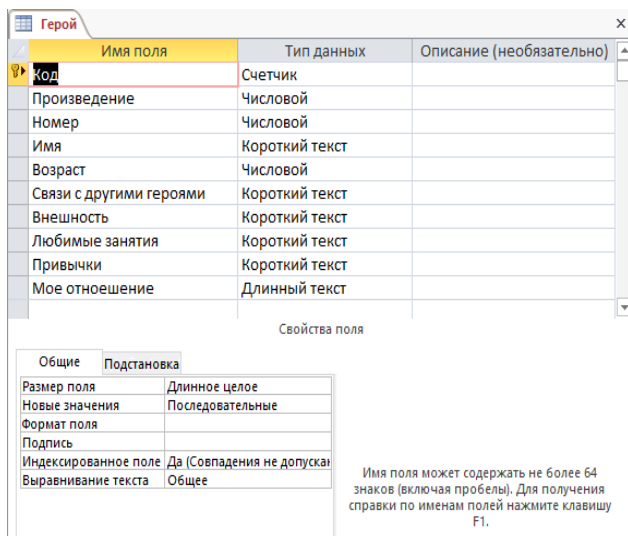 Герой
Имя поля Тип данных Описание (необязательно)
Код Счетчик
Произведение Числовой
Номер Числовой
Имя Короткий текст
Возраст Числовой
Связи с другими героями Короткий текст
Внешность Короткий текст
Любимые занятия Короткий текст
Привычки Короткий текст
Мое отноешение Длинный текст
Свойства поля
Общие Подстановка
Размер поля Длинное целое
Новые значения Последовательные
Формат поля
Подпись
Индексированное поле Да (Совпадения не допускан
Выравнивание текста Общее
Имя поля может содержать не более 64
знаков (включая пробелы). Для получения
справки по именам полей нажмите клавишу
F1.